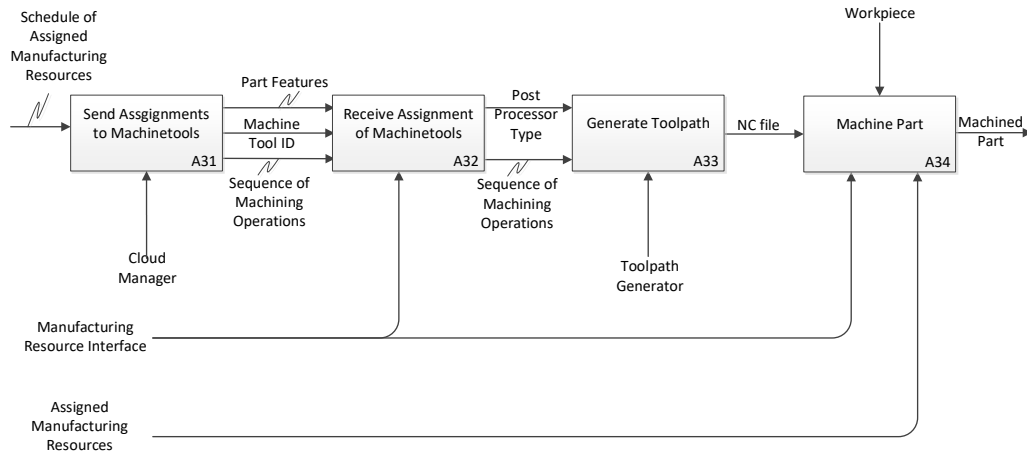 Schedule of
Assigned
Manufacturing
Resources
Workpiece
Part Features
Machine
Tool ID
Sequence of
Machining
Operations
Send Assgignments
to Machinetools
A31
Receive Assignment
of Machinetools
A32
Post
Processor
Type
Sequence of
Machining
Operations
Generate Toolpath
A33
NC file
Machine Part
A34
Machined
Part
Cloud
Manager
Toolpath
Generator
Manufacturing
Resource Interface
Assigned
Manufacturing
Resources